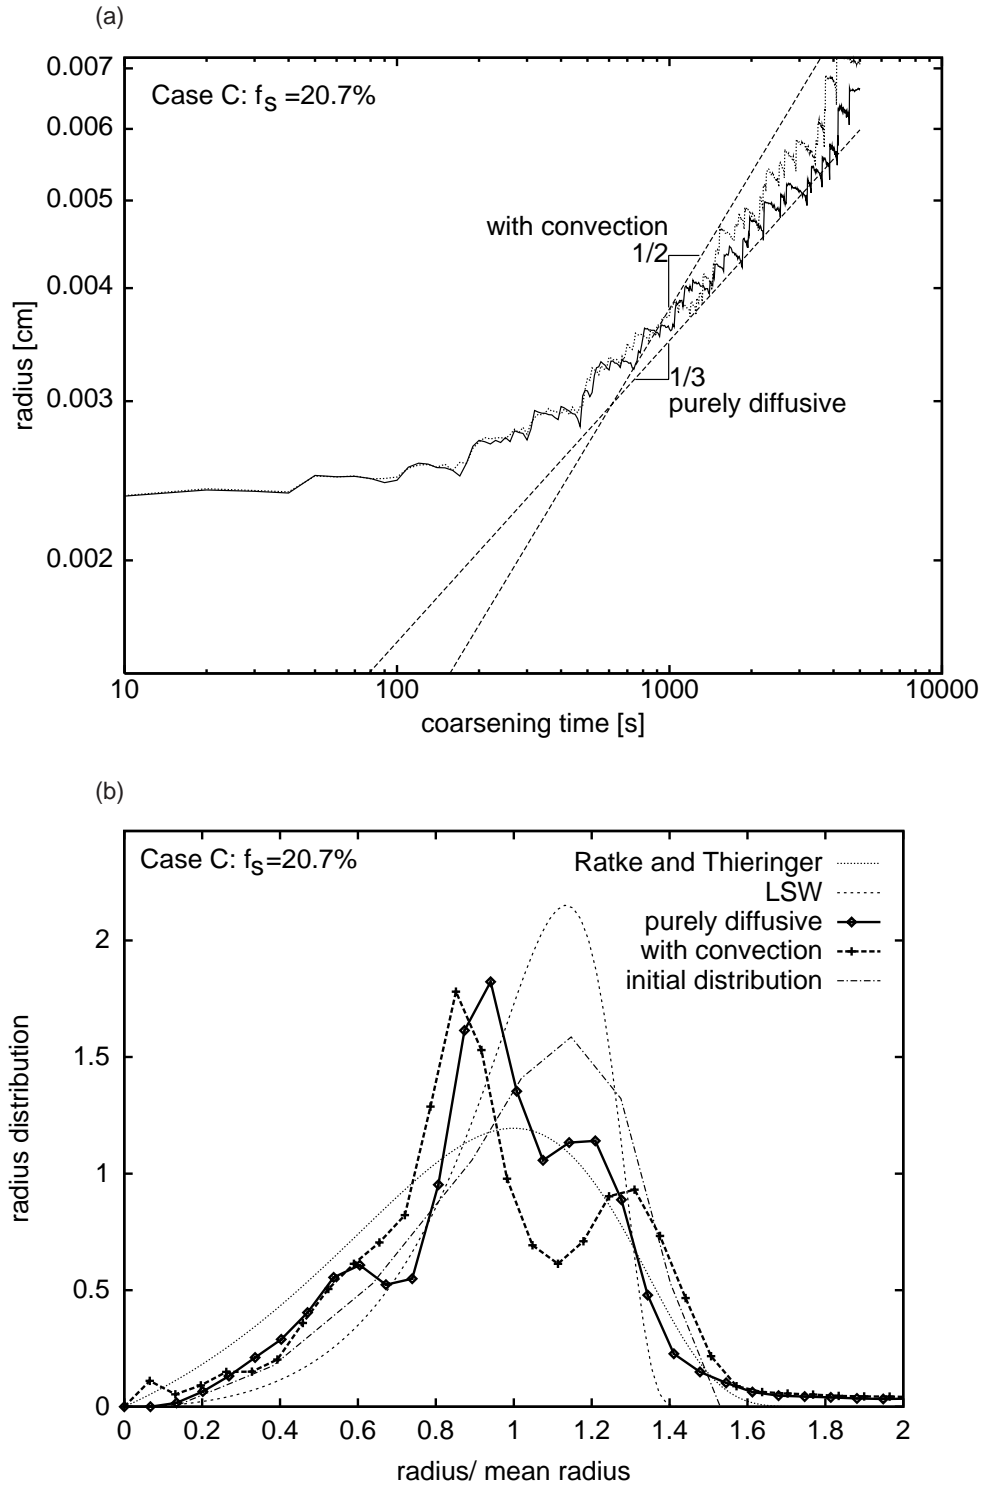 (a)
0.007
0.006
0.005
0.004
0.003
0.002
radius [cm]
Case C: fS =20.7%
with convection
1/2
1/3
purely diffusive
10 100 1000 10000
coarsening time [s]
(b)
Case C: fS=20.7%
Ratke and Thieringer
LSW
purely diffusive
with convection
initial distribution
2
1.5
1
0.5
0
radius distribution
0 0.2 0.4 0.6 0.8 1 1.2 1.4 1.6 1.8 2
radius/ mean radius